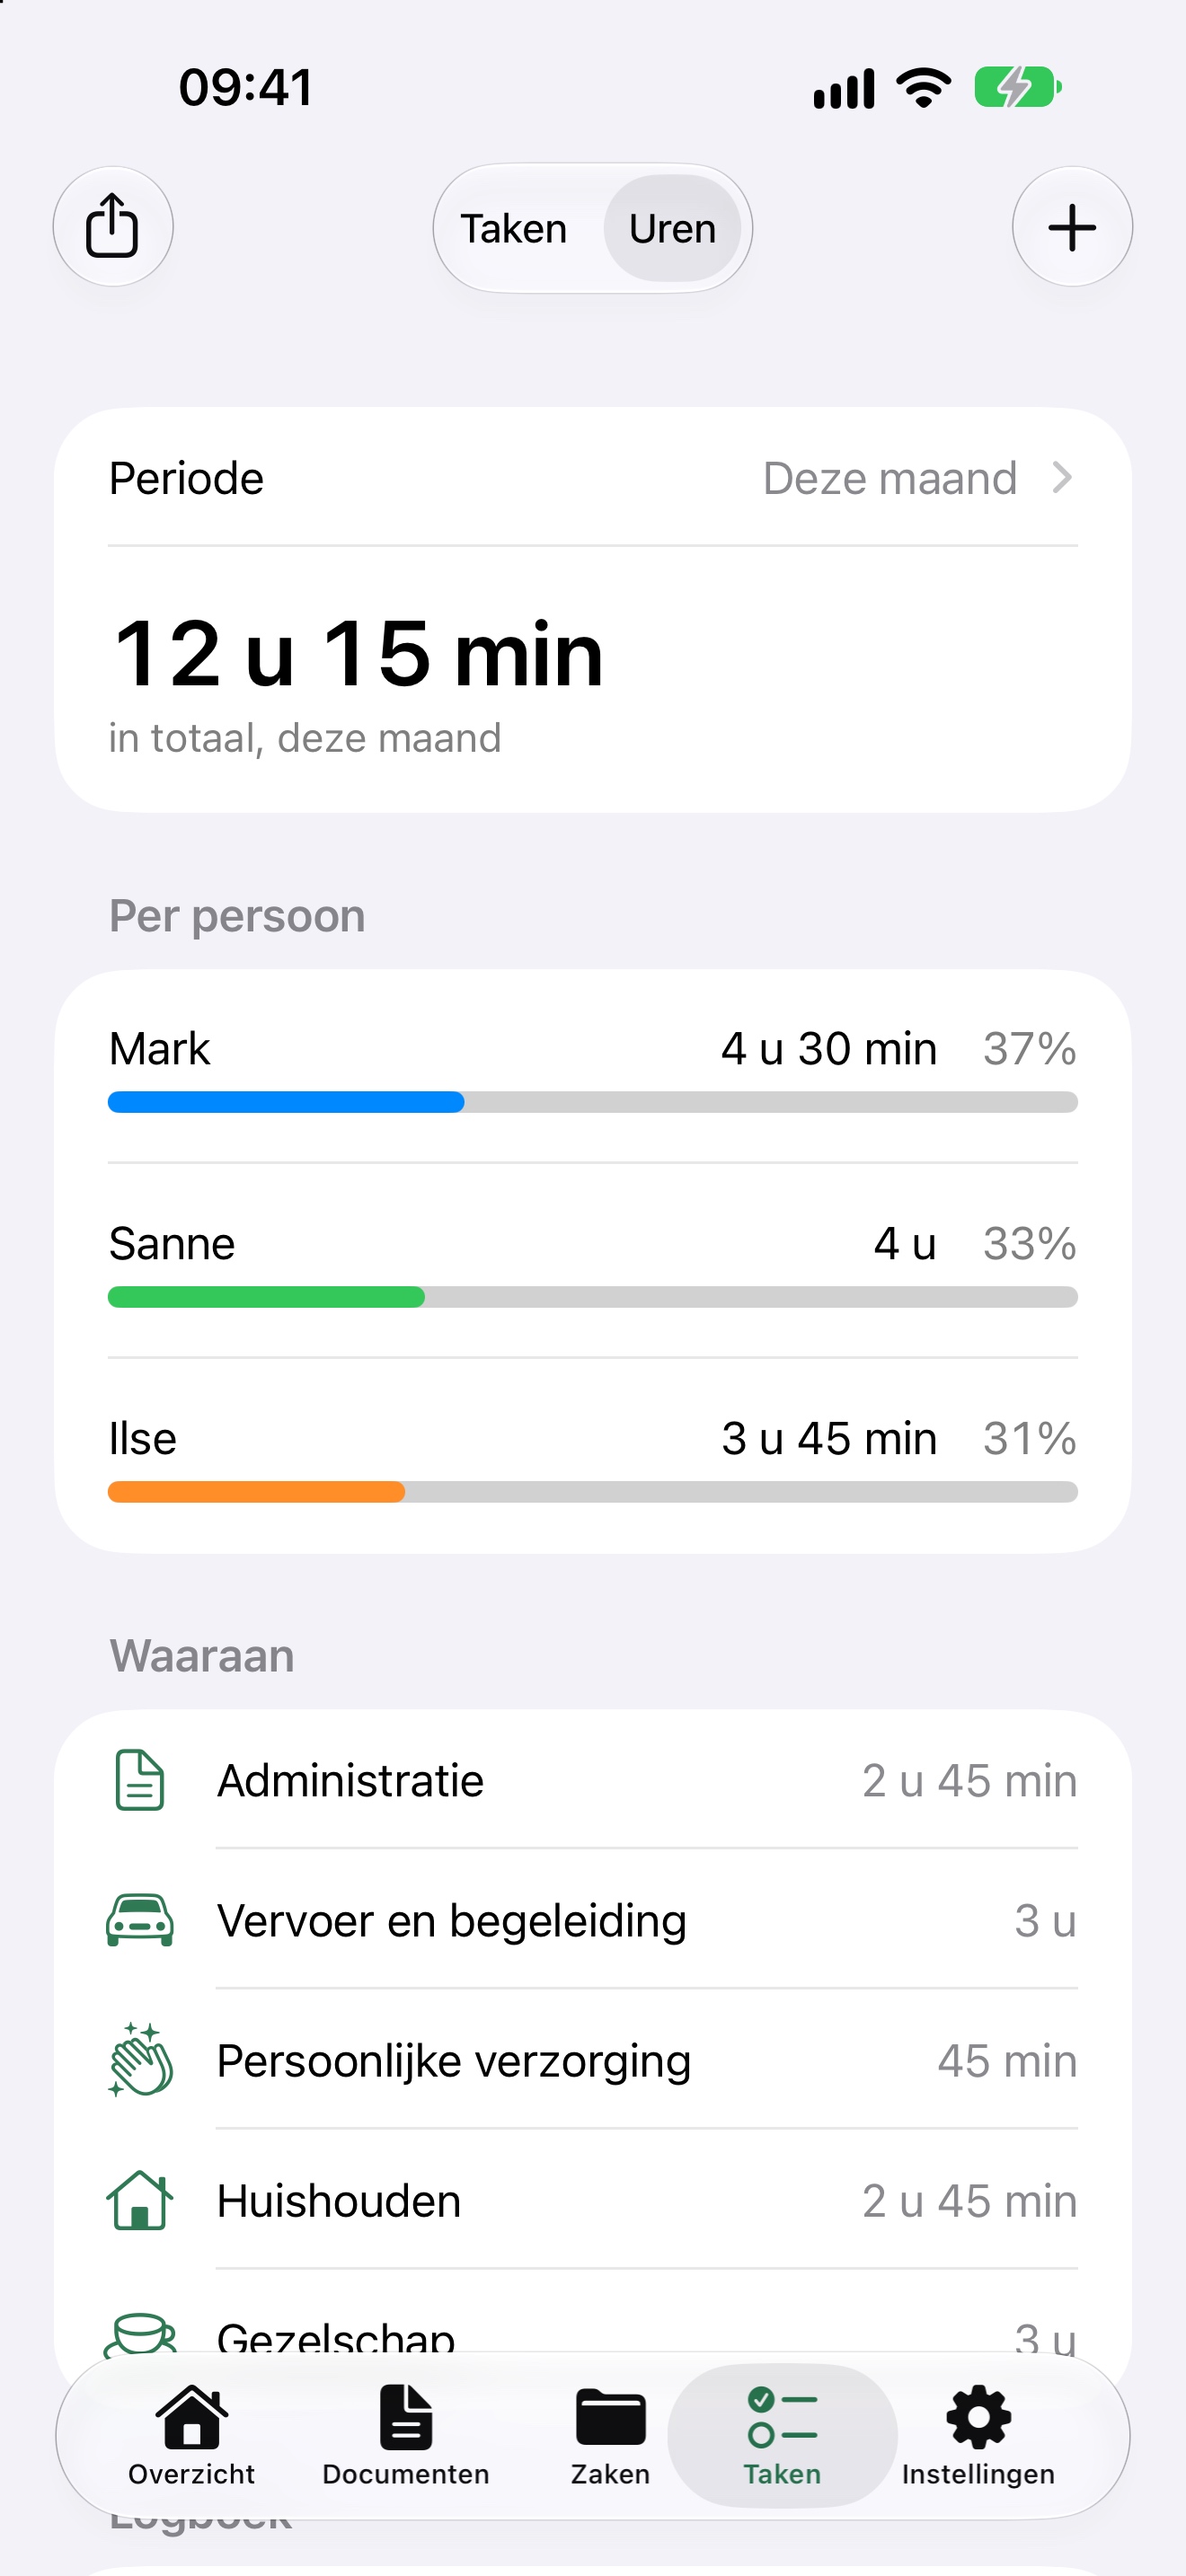 09:41
Taken Uren
Periode Deze maand
12 u 15 min
in totaal, deze maand
Per persoon
Mark 4 u 30 min 37%
Sanne 4 u 33%
Ilse 3 u 45 min 31%
Waaraan
Administratie 2 u 45 min
Vervoer en begeleiding 3 u
Persoonlijke verzorging 45 min
Huishouden 2 u 45 min
Gezelschap 3 u
Overzicht Documenten Zaken Taken Instellingen
Logboek